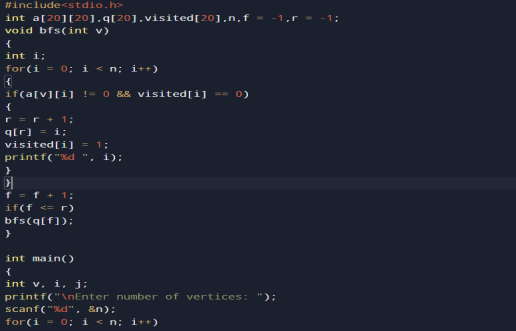 #include<stdio.h>
int a[20][20],q[20],visited[20],n,f = -1,r = -1;
void bfs(int v)
{
int i;
for(i = 0; i < n; i++)
{
if(a[v][i] != 0 && visited[i] == 0)
{
r = r + 1;
q[r] = i;
visited[i] = 1;
printf("%d ", i);
}
}
f = f + 1;
if(f <= r)
bfs(q[f]);
}
int main()
{
int v, i, j;
printf("\nEnter number of vertices: ");
scanf("%d", &n);
for(i = 0; i < n; i++)